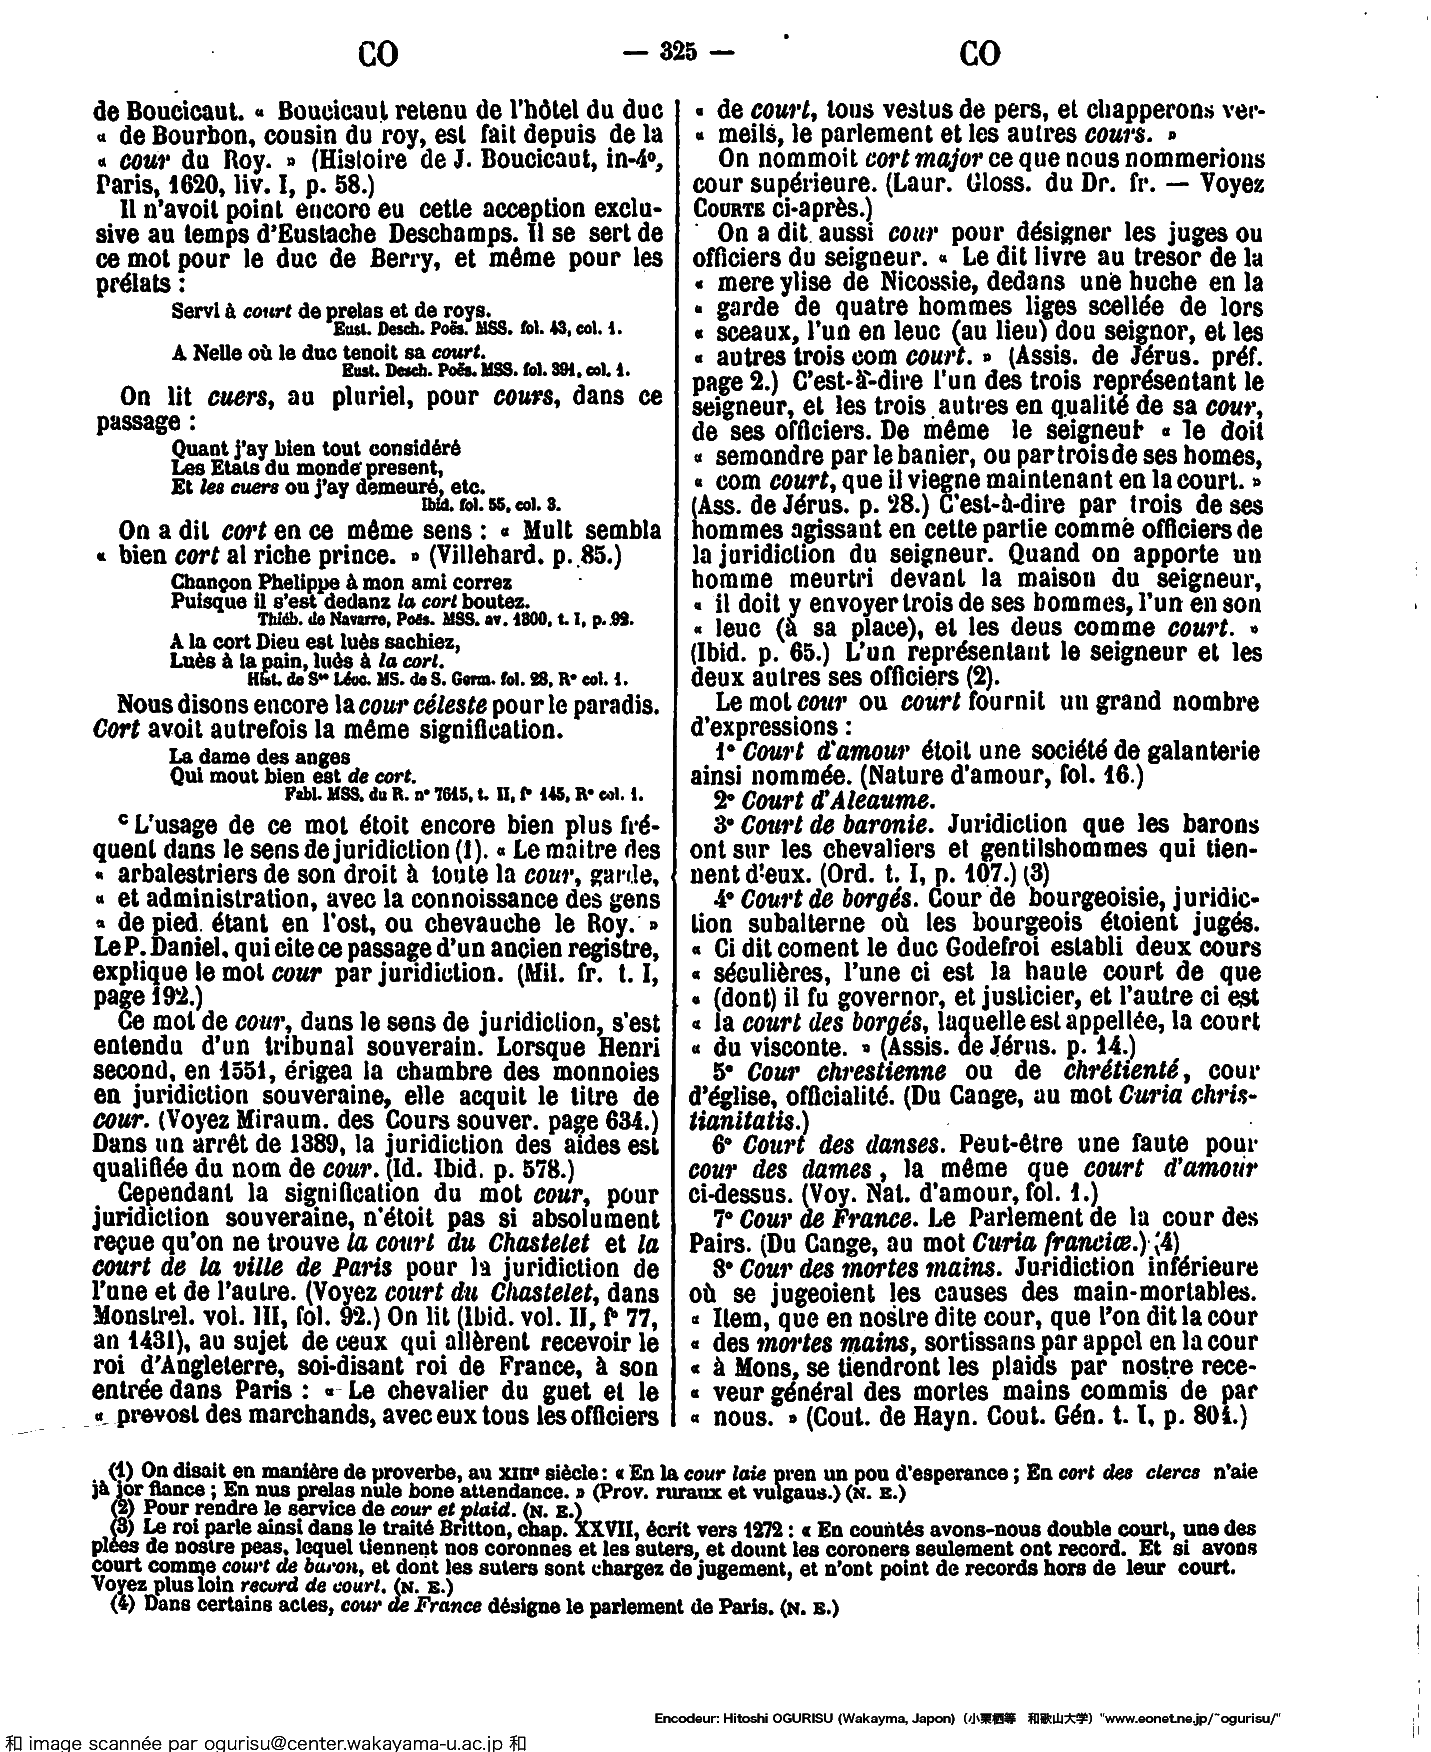 CO — 325 — CO
de Boucicaut. « Boucicaut retenu de l'hôtel du duc
« de Bourbon, cousin du roy, est fait depuis de la
« cour du Roy. » (Histoire de J. Boucicaut, in-4º,
Paris, 1620, liv. I, p. 58.)
Il n'avoit point encore eu cette acception exclu-
sive au temps d'Eustache Deschamps. Il se sert de
ce mot pour le duc de Berry, et même pour les
prélats :
Servi à court de prelas et de roys.
Eust. Desch. Poës. MSS. fol. 43, col. 1.
A Nelle où le duc tenoit sa court.
Eust. Desch. Poës. MSS. fol. 391, col. 1.
On lit cuers, au pluriel, pour cours, dans ce
passage :
Quant j'ay bien tout considéré
Les Etats du monde present,
Et les cuers ou j'ay demeuré, etc.
Ibid. fol. 55, col. 3.
On a dit cort en ce même sens : « Mult sembla
« bien cort al riche prince. » (Villehard. p. 85.)
Chançon Phelippe à mon ami correz
Puisque il s'est dedanz la cort boutez.
Thiéb. de Navarre, Poës. MSS. av. 1300, t. I, p. 92.
A la cort Dieu est luès sachiez,
Luès à la pain, luès à la cort.
Hist. de Ste Léoc. MS. de S. Germ. fol. 28, Rº col. 1.
Nous disons encore la cour céleste pour le paradis.
Cort avoit autrefois la même signification.
La dame des anges
Qui mout bien est de cort.
Fabl. MSS. du R. nº 7615, t. II, fº 145, Rº col. 1.
c L'usage de ce mot étoit encore bien plus fré-
quent dans le sens de juridiction (1). « Le maitre des
« arbalestriers de son droit à toute la cour, garde,
« et administration, avec la connoissance des gens
« de pied étant en l'ost, ou chevauche le Roy. »
Le P. Daniel, qui cite ce passage d'un ancien registre,
explique le mot cour par juridiction. (Mil. fr. t. I,
page 192.)
Ce mot de cour, dans le sens de juridiction, s'est
entendu d'un tribunal souverain. Lorsque Henri
second, en 1551, érigea la chambre des monnoies
en juridiction souveraine, elle acquit le titre de
cour. (Voyez Miraum. des Cours souver. page 634.)
Dans un arrêt de 1389, la juridiction des aides est
qualifiée du nom de cour. (Id. Ibid. p. 578.)
Cependant la signification du mot cour, pour
juridiction souveraine, n'étoit pas si absolument
reçue qu'on ne trouve la court du Chastelet et la
court de la ville de Paris pour la juridiction de
l'une et de l'autre. (Voyez court du Chastelet, dans
Monstrel. vol. III, fol. 92.) On lit (Ibid. vol. II, fº 77,
an 1431), au sujet de ceux qui allèrent recevoir le
roi d'Angleterre, soi-disant roi de France, à son
entrée dans Paris : « Le chevalier du guet et le
« prevost des marchands, avec eux tous les officiers
« de court, tous vestus de pers, et chapperons ver-
« meils, le parlement et les autres cours. »
On nommoit cort major ce que nous nommerions
cour supérieure. (Laur. Gloss. du Dr. fr. — Voyez
COURTE ci-après.)
On a dit aussi cour pour désigner les juges ou
officiers du seigneur. « Le dit livre au tresor de la
« mere ylise de Nicossie, dedans une huche en la
« garde de quatre hommes liges scellée de lors
« sceaux, l'un en leuc (au lieu) dou seignor, et les
« autres trois com court. » (Assis. de Jérus. préf.
page 2.) C'est-à-dire l'un des trois représentant le
seigneur, et les trois autres en qualité de sa cour,
de ses officiers. De même le seigneur « le doit
« semondre par le banier, ou par trois de ses homes,
« com court, que il viegne maintenant en la court. »
(Ass. de Jérus. p. 28.) C'est-à-dire par trois de ses
hommes agissant en cette partie comme officiers de
la juridiction du seigneur. Quand on apporte un
homme meurtri devant la maison du seigneur,
« il doit y envoyer trois de ses hommes, l'un en son
« leuc (à sa place), et les deus comme court. »
(Ibid. p. 65.) L'un représentant le seigneur et les
deux autres ses officiers (2).
Le mot cour ou court fournit un grand nombre
d'expressions :
1º Court d'amour étoit une société de galanterie
ainsi nommée. (Nature d'amour, fol. 16.)
2º Court d'Aleaume.
3º Court de baronie. Juridiction que les barons
ont sur les chevaliers et gentilshommes qui tien-
nent d'eux. (Ord. t. I, p. 107.) (3)
4º Court de borgés. Cour de bourgeoisie, juridic-
tion subalterne où les bourgeois étoient jugés.
« Ci dit coment le duc Godefroi establi deux cours
« séculières, l'une ci est la haute court de que
« (dont) il fu governor, et justicier, et l'autre ci est
« la court des borgés, laquelle est appellée, la court
« du visconte. » (Assis. de Jérus. p. 14.)
5º Cour chrestienne ou de chrétienté, cour
d'église, officialité. (Du Cange, au mot Curia chris-
tianitatis.)
6º Court des danses. Peut-être une faute pour
cour des dames, la même que court d'amour
ci-dessus. (Voy. Nat. d'amour, fol. 1.)
7º Cour de France. Le Parlement de la cour des
Pairs. (Du Cange, au mot Curia franciæ.) (4)
8º Cour des mortes mains. Juridiction inférieure
où se jugeoient les causes des main-mortables.
« Item, que en nostre dite cour, que l'on dit la cour
« des mortes mains, sortissans par appel en la cour
« à Mons, se tiendront les plaids par nostre rece-
« veur général des mortes mains commis de par
« nous. » (Cout. de Hayn. Cout. Gén. t. I, p. 801.)
(1) On disait en manière de proverbe, au XIIIº siècle : « En la cour laie pren un pou d'esperance ; En cort des clercs n'aie
jà jor fiance ; En nus prelas nule bone attendance. » (Prov. ruraux et vulgaus.) (N. E.)
(2) Pour rendre le service de cour et plaid. (N. E.)
(3) Le roi parle ainsi dans le traité Britton, chap. XXVII, écrit vers 1272 : « En countés avons-nous double court, une des
plees de nostre peas, lequel tiennent nos coronnes et les suters, et dount les coroners seulement ont record. Et si avons
court comme court de baron, et dont les suters sont chargez de jugement, et n'ont point de records hors de leur court.
Voyez plus loin record de court. (N. E.)
(4) Dans certains actes, cour de France désigne le parlement de Paris. (N. E.)
Encodeur: Hitoshi OGURISU (Wakayma, Japon) (小栗栖等 和歌山大学) "www.eonet.ne.jp/~ogurisu/"
和 image scannée par ogurisu@center.wakayama-u.ac.jp 和